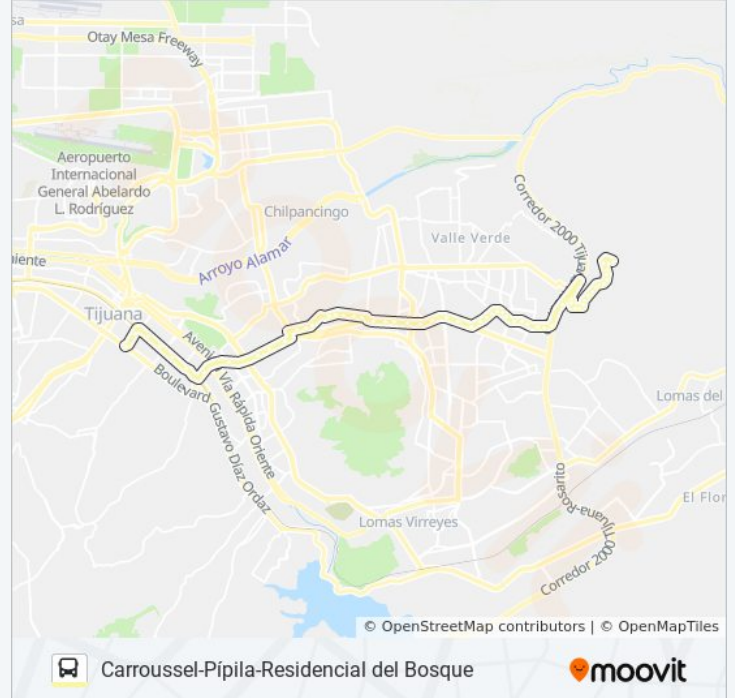 sa
Otay Mesa Freeway
Aeropuerto
Internacional
General Abelardo
L. Rodríguez
Chilpancingo
Corredor 2000 Tijuana
Valle Verde
Arroyo Alamar
iente
Tijuana
Avenida
Vía Rápida Oriente
Boulevard Gustavo Díaz Ordaz
Lomas del
Rosarito
El Flor
Tijuana-Rosarito
Lomas Virreyes
Corredor 2000
© OpenStreetMap contributors | © OpenMapTiles
Carroussel-Pípila-Residencial del Bosque
moovit